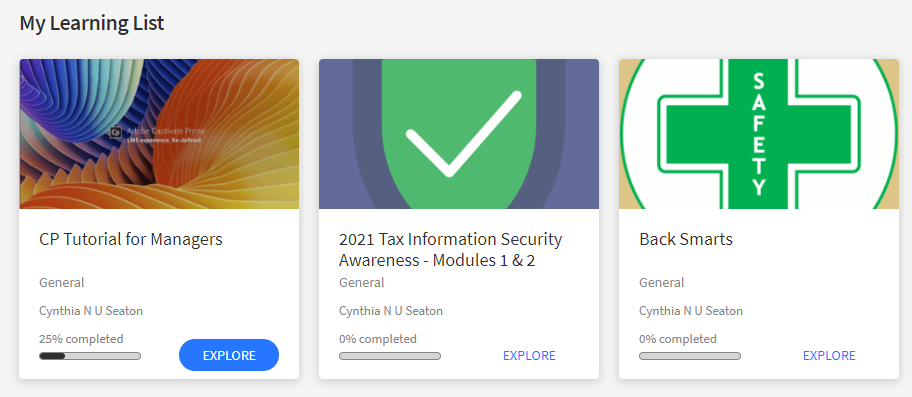 My Learning List
Cp Adobe Captivate Prime
LMS experience. Re-defined.
CP Tutorial for Managers
General
Cynthia N U Seaton
25% completed
EXPLORE
2021 Tax Information Security
Awareness - Modules 1 & 2
General
Cynthia N U Seaton
0% completed
EXPLORE
SAFETY
Back Smarts
General
Cynthia N U Seaton
0% completed
EXPLORE